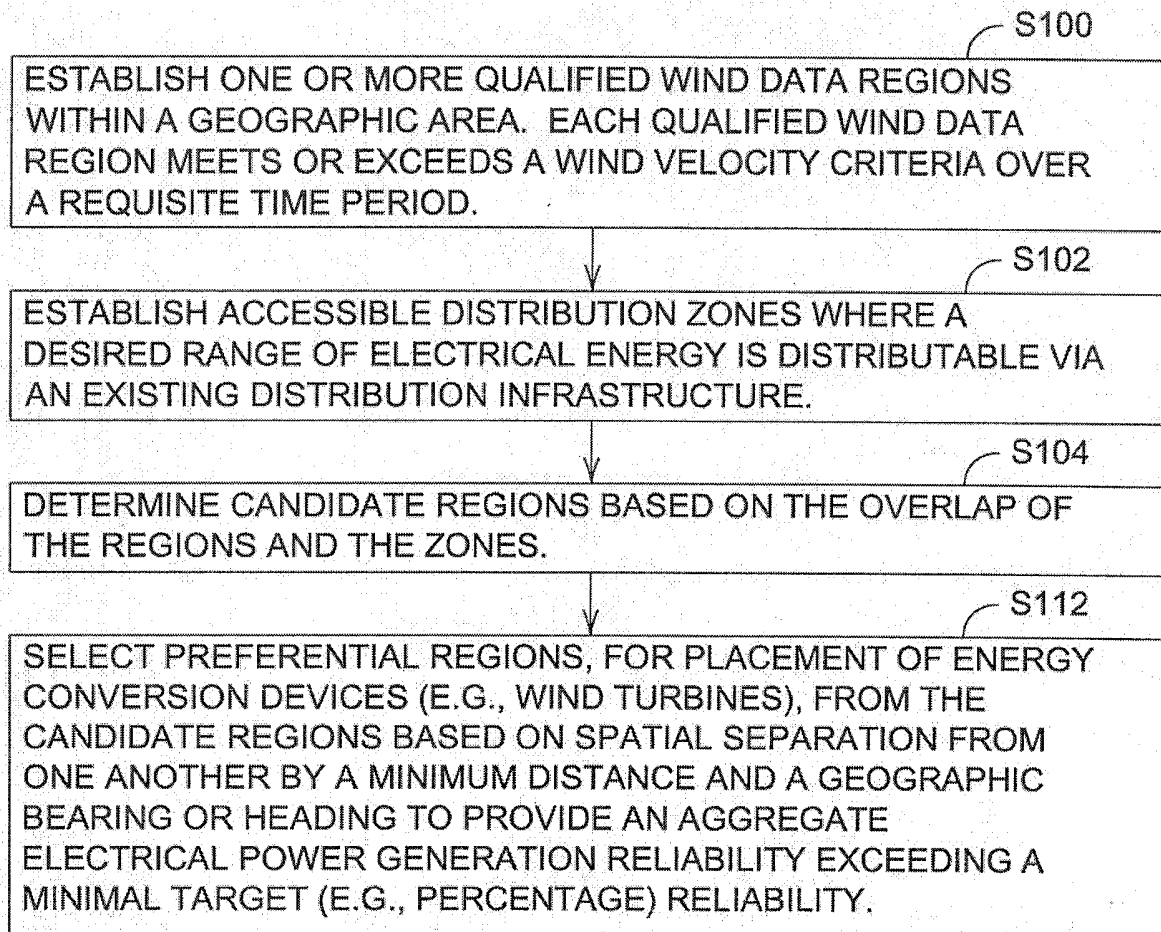 S100
ESTABLISH ONE OR MORE QUALIFIED WIND DATA REGIONS
WITHIN A GEOGRAPHIC AREA. EACH QUALIFIED WIND DATA
REGION MEETS OR EXCEEDS A WIND VELOCITY CRITERIA OVER
A REQUISITE TIME PERIOD.
S102
ESTABLISH ACCESSIBLE DISTRIBUTION ZONES WHERE A
DESIRED RANGE OF ELECTRICAL ENERGY IS DISTRIBUTABLE VIA
AN EXISTING DISTRIBUTION INFRASTRUCTURE.
S104
DETERMINE CANDIDATE REGIONS BASED ON THE OVERLAP OF
THE REGIONS AND THE ZONES.
S112
SELECT PREFERENTIAL REGIONS, FOR PLACEMENT OF ENERGY
CONVERSION DEVICES (E.G., WIND TURBINES), FROM THE
CANDIDATE REGIONS BASED ON SPATIAL SEPARATION FROM
ONE ANOTHER BY A MINIMUM DISTANCE AND A GEOGRAPHIC
BEARING OR HEADING TO PROVIDE AN AGGREGATE
ELECTRICAL POWER GENERATION RELIABILITY EXCEEDING A
MINIMAL TARGET (E.G., PERCENTAGE) RELIABILITY.